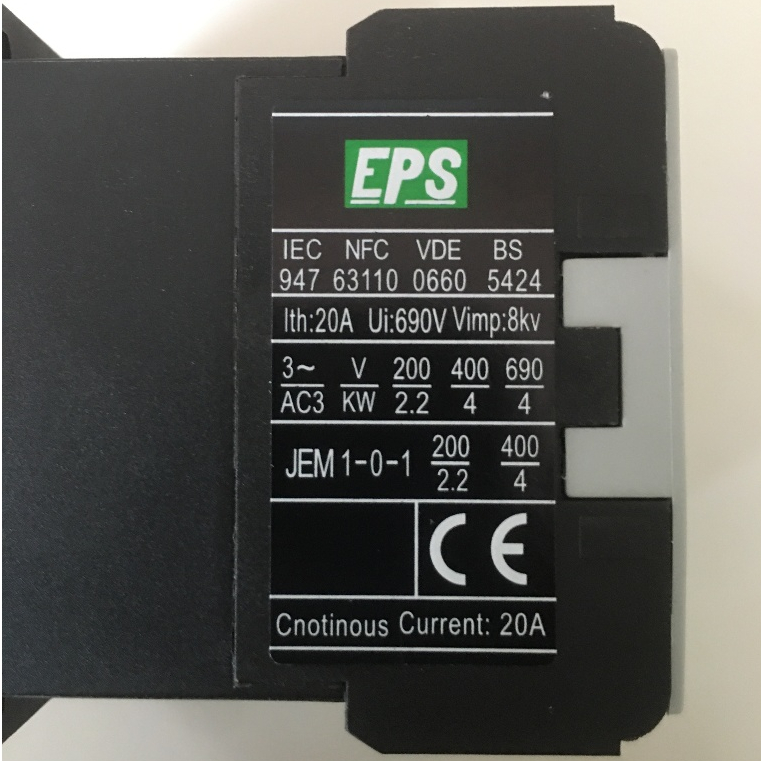 EPS
IEC NFC VDE BS
947 63110 0660 5424
Ith:20A Ui:690V Vimp:8kv
3~ V 200 400 690
AC3 KW 2.2 4 4
JEM 1-0-1 200 400
2.2 4
CE
Cnotinous Current: 20A